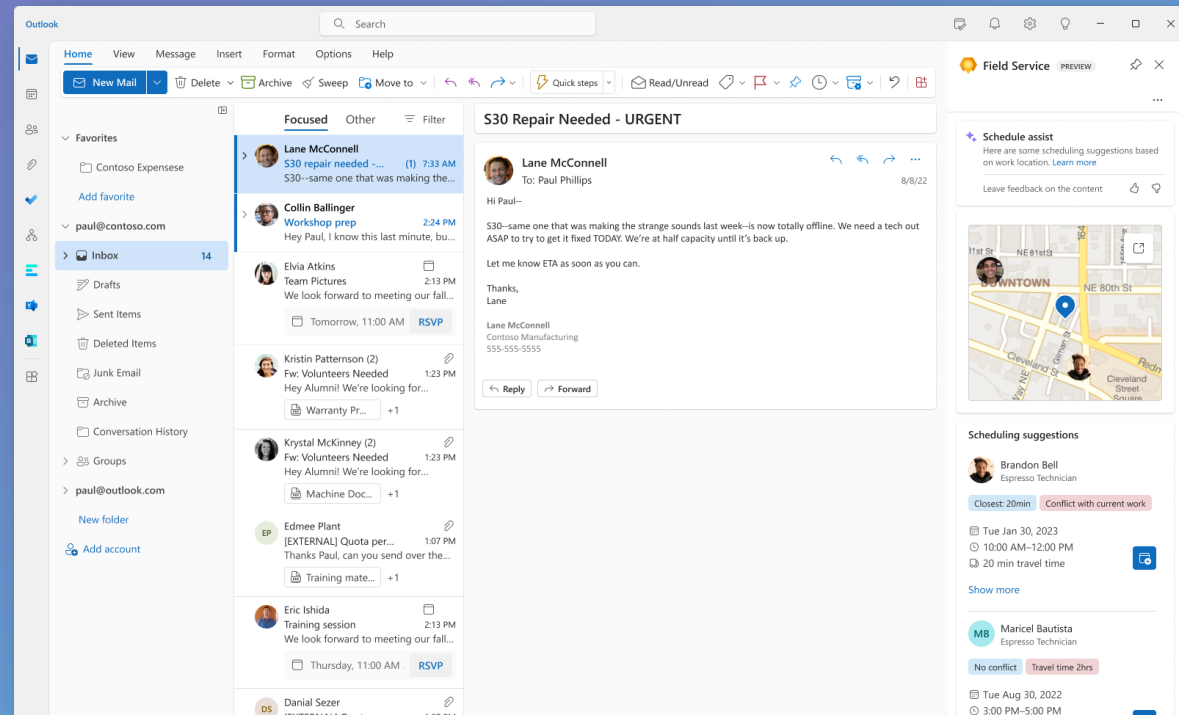 Outlook
Search
Home View Message Insert Format Options Help
New Mail Delete Archive Sweep Move to Quick steps Read/Unread
Favorites
Contoso Expensese
Add favorite
paul@contoso.com
Inbox 14
Drafts
Sent Items
Deleted Items
Junk Email
Archive
Conversation History
Groups
paul@outlook.com
New folder
Add account
Focused Other Filter
Lane McConnell
S30 repair needed -... (1) 7:33 AM
S30--same one that was making the...
Collin Ballinger
Workshop prep 2:24 PM
Hey Paul, I know this last minute, bu...
Elvia Atkins
Team Pictures 2:13 PM
We look forward to meeting our fall...
Tomorrow, 11:00 AM RSVP
Kristin Patternson (2)
Fw: Volunteers Needed 1:23 PM
Hey Alumni! We're looking for...
Warranty Pr... +1
Krystal McKinney (2)
Fw: Volunteers Needed 1:23 PM
Hey Alumni! We're looking for...
Machine Doc... +1
EP
Edmee Plant
[EXTERNAL] Quota per... 1:07 PM
Thanks Paul, can you send over the...
Training mate... +1
Eric Ishida
Training session 2:13 PM
We look forward to meeting our fall...
Thursday, 11:00 AM RSVP
DS
Danial Sezer
S30 Repair Needed - URGENT
Lane McConnell
To: Paul Phillips
8/8/22
Hi Paul--
S30--same one that was making the strange sounds last week--is now totally offline. We need a tech out
ASAP to try to get it fixed TODAY. We're at half capacity until it's back up.
Let me know ETA as soon as you can.
Thanks,
Lane
Lane McConnell
Contoso Manufacturing
555-555-5555
Reply Forward
Field Service PREVIEW
Schedule assist
Here are some scheduling suggestions based
on work location. Learn more
Leave feedback on the content
NE 81stSt
DOWNTOWN
NE 80th St
Gilman St
Cleveland St
Way NE
Cleveland
Street
Square
Scheduling suggestions
Brandon Bell
Espresso Technician
Closest: 20min Conflict with current work
Tue Jan 30, 2023
10:00 AM–12:00 PM
20 min travel time
Show more
MB
Maricel Bautista
Espresso Technician
No conflict Travel time 2hrs
Tue Aug 30, 2022
3:00 PM–5:00 PM